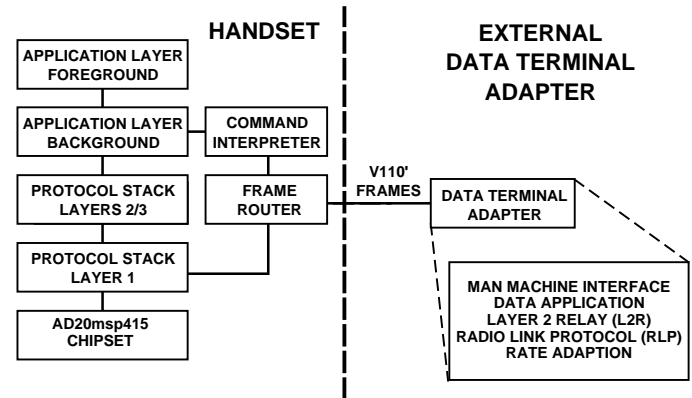 HANDSET
APPLICATION LAYER
FOREGROUND
APPLICATION LAYER
BACKGROUND
COMMAND
INTERPRETER
PROTOCOL STACK
LAYERS 2/3
FRAME
ROUTER
PROTOCOL STACK
LAYER 1
AD20msp415
CHIPSET
EXTERNAL
DATA TERMINAL
ADAPTER
V110'
FRAMES
DATA TERMINAL
ADAPTER
MAN MACHINE INTERFACE
DATA APPLICATION
LAYER 2 RELAY (L2R)
RADIO LINK PROTOCOL (RLP)
RATE ADAPTION